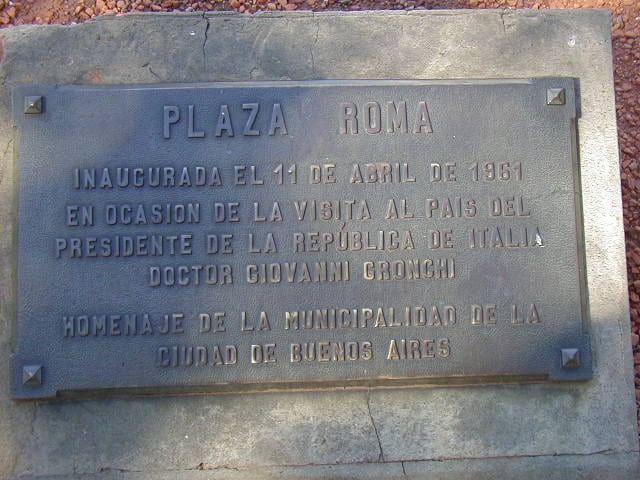 PLAZA ROMA
INAUGURADA EL 11 DE ABRIL DE 1961
EN OCASION DE LA VISITA AL PAIS DEL
PRESIDENTE DE LA REPÚBLICA DE ITALIA
DOCTOR GIOVANNI GRONCHI
HOMENAJE DE LA MUNICIPALIDAD DE LA
CIUDAD DE BUENOS AIRES